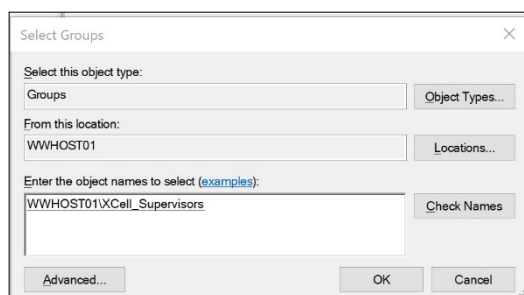 Select Groups
Select this object type:
Groups
Object Types...
From this location:
WWHOST01
Locations...
Enter the object names to select (examples):
WWHOST01\XCell_Supervisors
Check Names
Advanced...
OK
Cancel